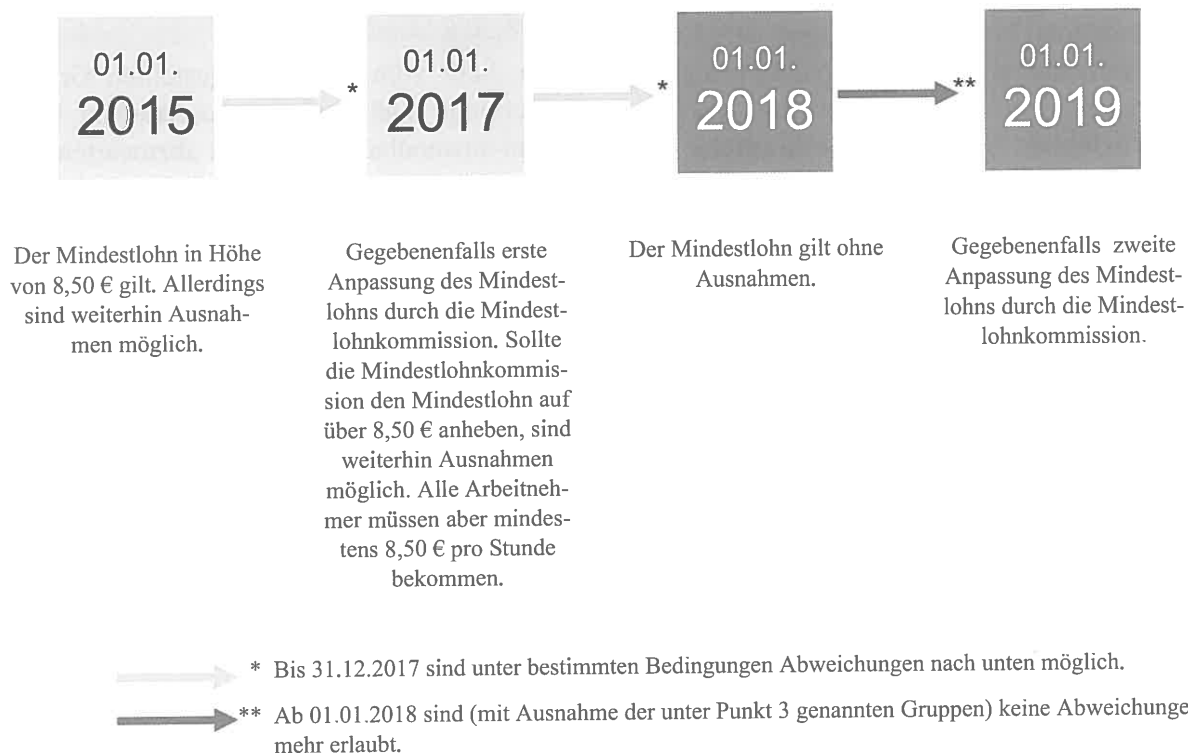 01.01.
2015
*
01.01.
2017
*
01.01.
2018
**
01.01.
2019
Der Mindestlohn in Höhe
von 8,50 € gilt. Allerdings
sind weiterhin Ausnah-
men möglich.
Gegebenenfalls erste
Anpassung des Mindest-
lohns durch die Mindest-
lohnkommission. Sollte
die Mindestlohnkommis-
sion den Mindestlohn auf
über 8,50 € anheben, sind
weiterhin Ausnahmen
möglich. Alle Arbeitneh-
mer müssen aber mindes-
tens 8,50 € pro Stunde
bekommen.
Der Mindestlohn gilt ohne
Ausnahmen.
Gegebenenfalls zweite
Anpassung des Mindest-
lohns durch die Mindest-
lohnkommission.
* Bis 31.12.2017 sind unter bestimmten Bedingungen Abweichungen nach unten möglich.
** Ab 01.01.2018 sind (mit Ausnahme der unter Punkt 3 genannten Gruppen) keine Abweichunge
mehr erlaubt.